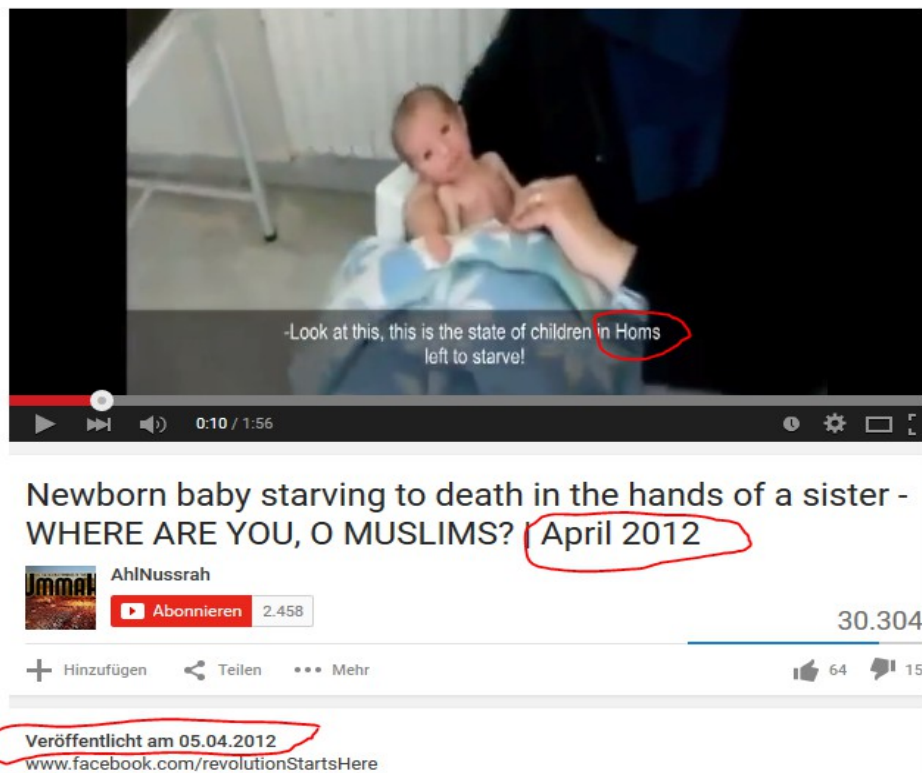 -Look at this, this is the state of children in Homs
left to starve!
0:10 / 1:56
Newborn baby starving to death in the hands of a sister -
WHERE ARE YOU, O MUSLIMS? | April 2012
Ummah
AhlNussrah
Abonnieren 2.458
30.304
Hinzufügen Teilen Mehr 64 15
Veröffentlicht am 05.04.2012
www.facebook.com/revolutionStartsHere